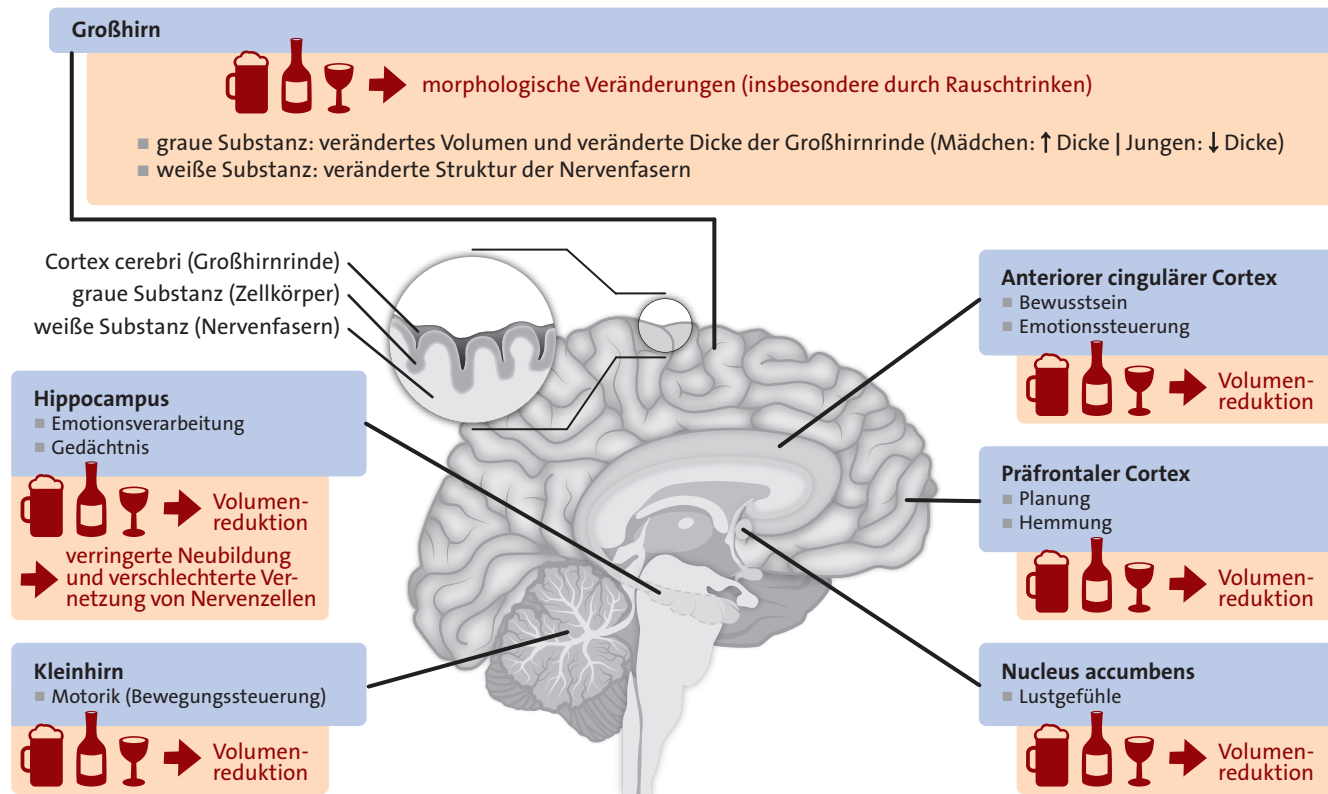 Großhirn
morphologische Veränderungen (insbesondere durch Rauschtrinken)
■ graue Substanz: verändertes Volumen und veränderte Dicke der Großhirnrinde (Mädchen: ↑ Dicke | Jungen: ↓ Dicke)
■ weiße Substanz: veränderte Struktur der Nervenfasern
Cortex cerebri (Großhirnrinde)
graue Substanz (Zellkörper)
weiße Substanz (Nervenfasern)
Hippocampus
■ Emotionsverarbeitung
■ Gedächtnis
Volumen-
reduktion
verringerte Neubildung
und verschlechterte Ver-
netzung von Nervenzellen
Kleinhirn
■ Motorik (Bewegungssteuerung)
Volumen-
reduktion
Anteriorer cingulärer Cortex
■ Bewusstsein
■ Emotionssteuerung
Volumen-
reduktion
Präfrontaler Cortex
■ Planung
■ Hemmung
Volumen-
reduktion
Nucleus accumbens
■ Lustgefühle
Volumen-
reduktion